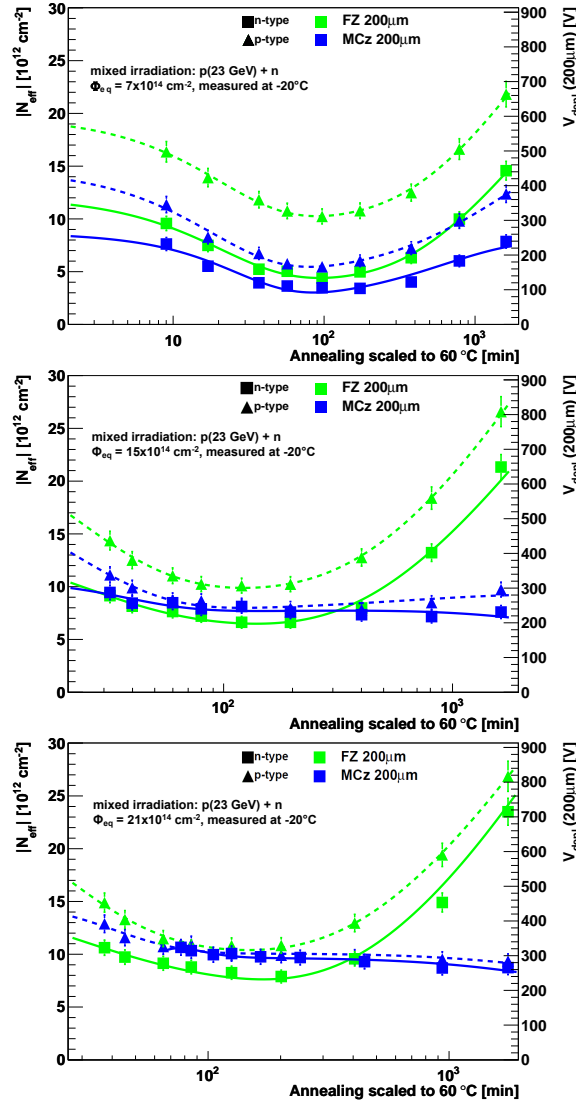 |N_eff| [10^12 cm^-2]
V_depl (200μm) [V]
n-type FZ 200μm
p-type MCz 200μm
mixed irradiation: p(23 GeV) + n
Φ_eq = 7x10^14 cm^-2, measured at -20°C
30
25
20
15
10
5
0
900
800
700
600
500
400
300
200
100
0
10 10^2 10^3
Annealing scaled to 60 °C [min]
|N_eff| [10^12 cm^-2]
V_depl (200μm) [V]
n-type FZ 200μm
p-type MCz 200μm
mixed irradiation: p(23 GeV) + n
Φ_eq = 15x10^14 cm^-2, measured at -20°C
30
25
20
15
10
5
0
900
800
700
600
500
400
300
200
100
0
10^2 10^3
Annealing scaled to 60 °C [min]
|N_eff| [10^12 cm^-2]
V_depl (200μm) [V]
n-type FZ 200μm
p-type MCz 200μm
mixed irradiation: p(23 GeV) + n
Φ_eq = 21x10^14 cm^-2, measured at -20°C
30
25
20
15
10
5
0
900
800
700
600
500
400
300
200
100
0
10^2 10^3
Annealing scaled to 60 °C [min]